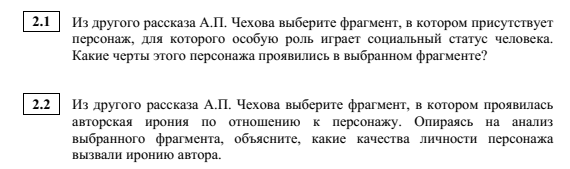 2.1 Из другого рассказа А.П. Чехова выберите фрагмент, в котором присутствует
персонаж, для которого особую роль играет социальный статус человека.
Какие черты этого персонажа проявились в выбранном фрагменте?
2.2 Из другого рассказа А.П. Чехова выберите фрагмент, в котором проявилась
авторская ирония по отношению к персонажу. Опираясь на анализ
выбранного фрагмента, объясните, какие качества личности персонажа
вызвали иронию автора.